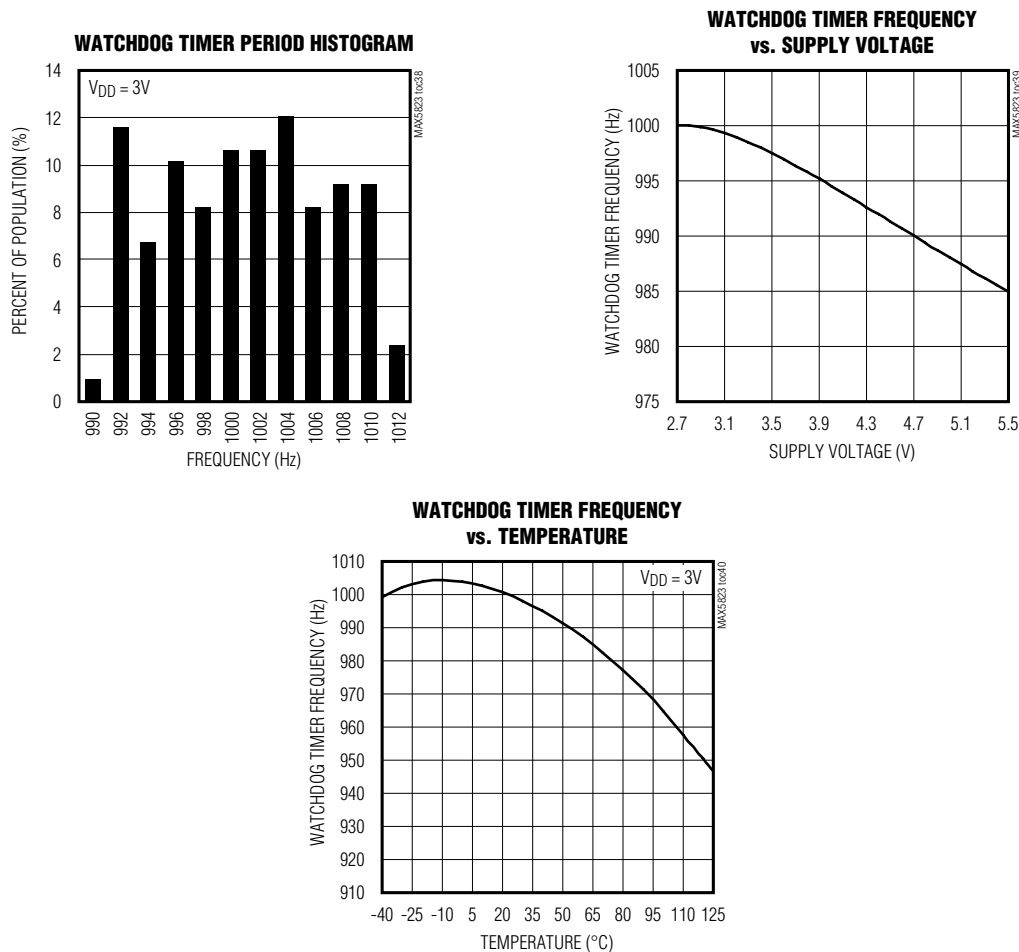 WATCHDOG TIMER PERIOD HISTOGRAM
VDD = 3V
MAX5823 toc38
PERCENT OF POPULATION (%)
14
12
10
8
6
4
2
0
990 992 994 996 998 1000 1002 1004 1006 1008 1010 1012
FREQUENCY (Hz)
WATCHDOG TIMER FREQUENCY
vs. SUPPLY VOLTAGE
MAX5823 toc39
WATCHDOG TIMER FREQUENCY (Hz)
1005
1000
995
990
985
980
975
2.7 3.1 3.5 3.9 4.3 4.7 5.1 5.5
SUPPLY VOLTAGE (V)
WATCHDOG TIMER FREQUENCY
vs. TEMPERATURE
VDD = 3V
MAX5823 toc40
WATCHDOG TIMER FREQUENCY (Hz)
1010
1000
990
980
970
960
950
940
930
920
910
-40 -25 -10 5 20 35 50 65 80 95 110 125
TEMPERATURE (°C)